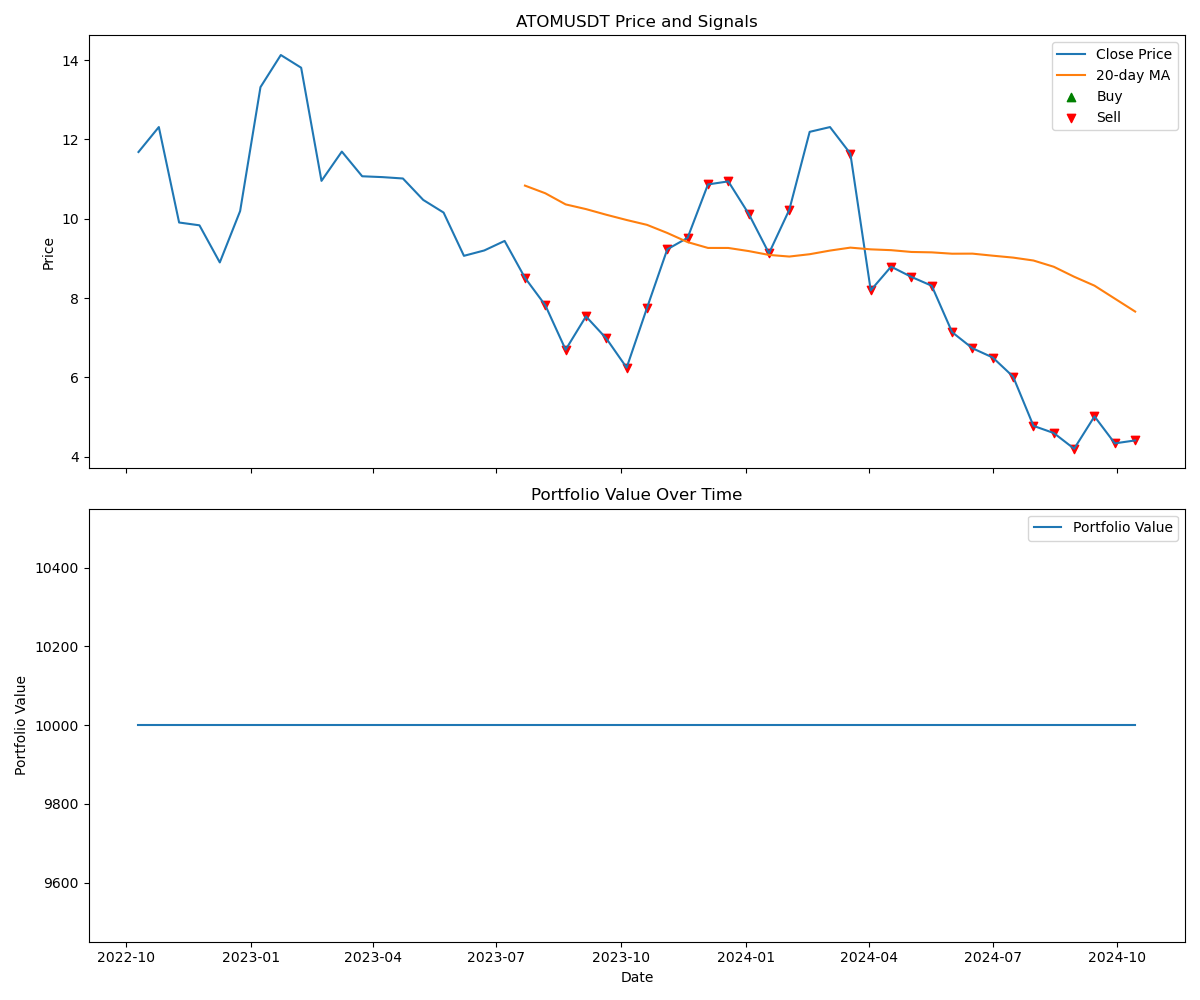 ATOMUSDT Price and Signals
Price
14
12
10
8
6
4
Close Price
20-day MA
Buy
Sell
Portfolio Value Over Time
Portfolio Value
10400
10200
10000
9800
9600
Portfolio Value
2022-10 2023-01 2023-04 2023-07 2023-10 2024-01 2024-04 2024-07 2024-10
Date